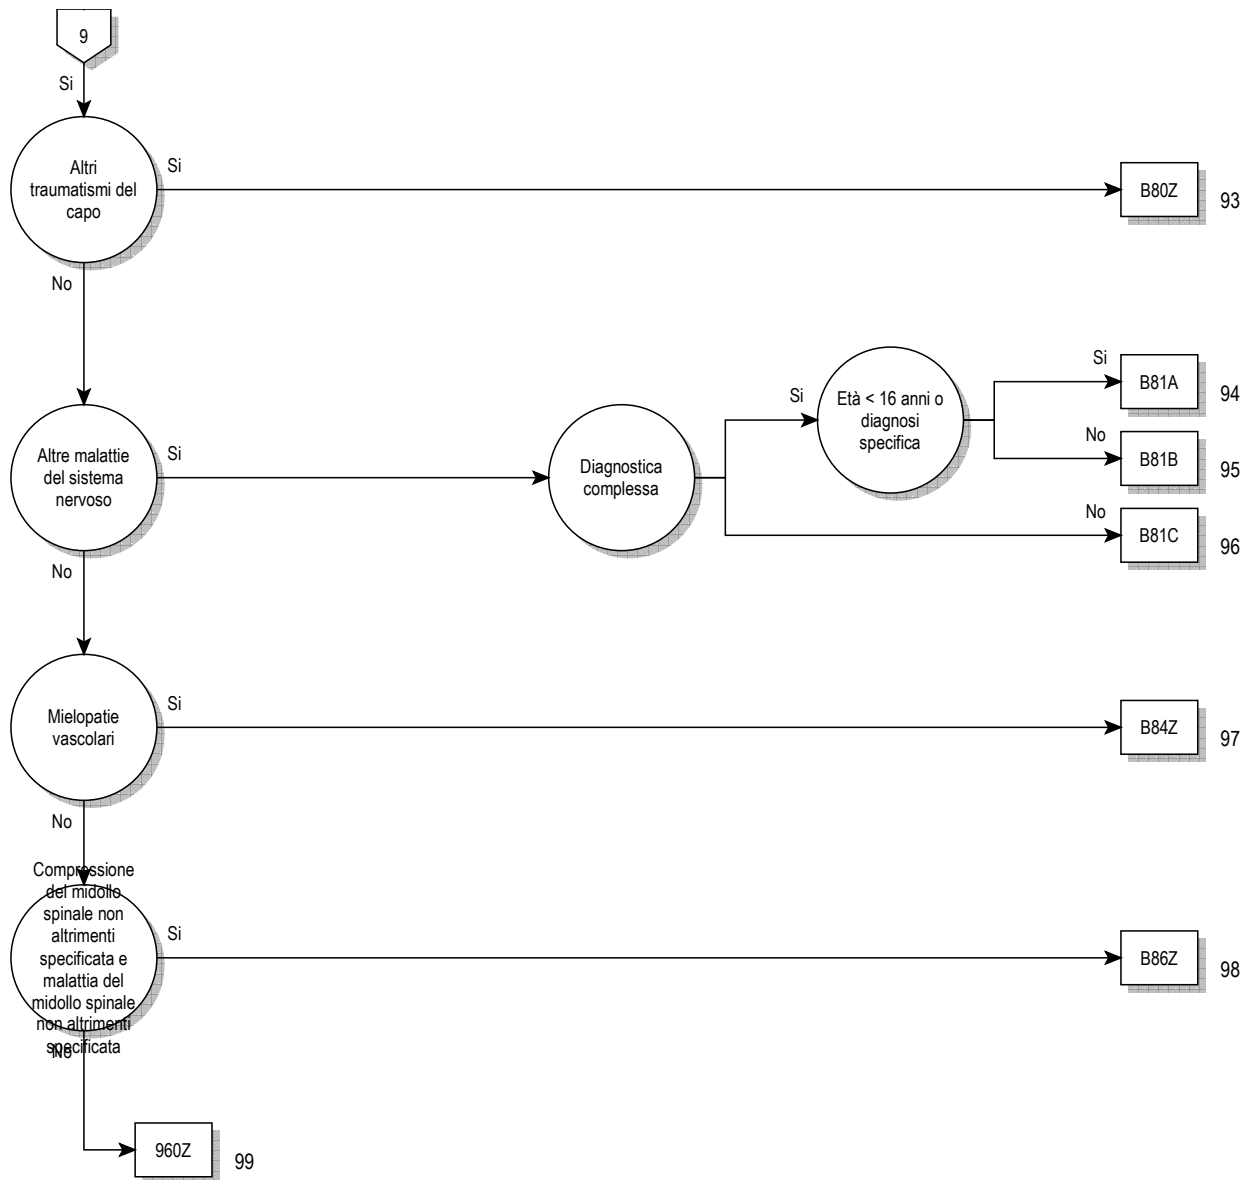 9
Si
Altri
traumatismi del
capo
Si
B80Z
93
No
Altre malattie
del sistema
nervoso
Si
Diagnostica
complessa
Si
Età < 16 anni o
diagnosi
specifica
Si
B81A
94
No
B81B
95
No
B81C
96
No
Mielopatie
vascolari
Si
B84Z
97
No
Compressione
del midollo
spinale non
altrimenti
specificata e
malattia del
midollo spinale
non altrimenti
specificata
Si
B86Z
98
No
960Z
99